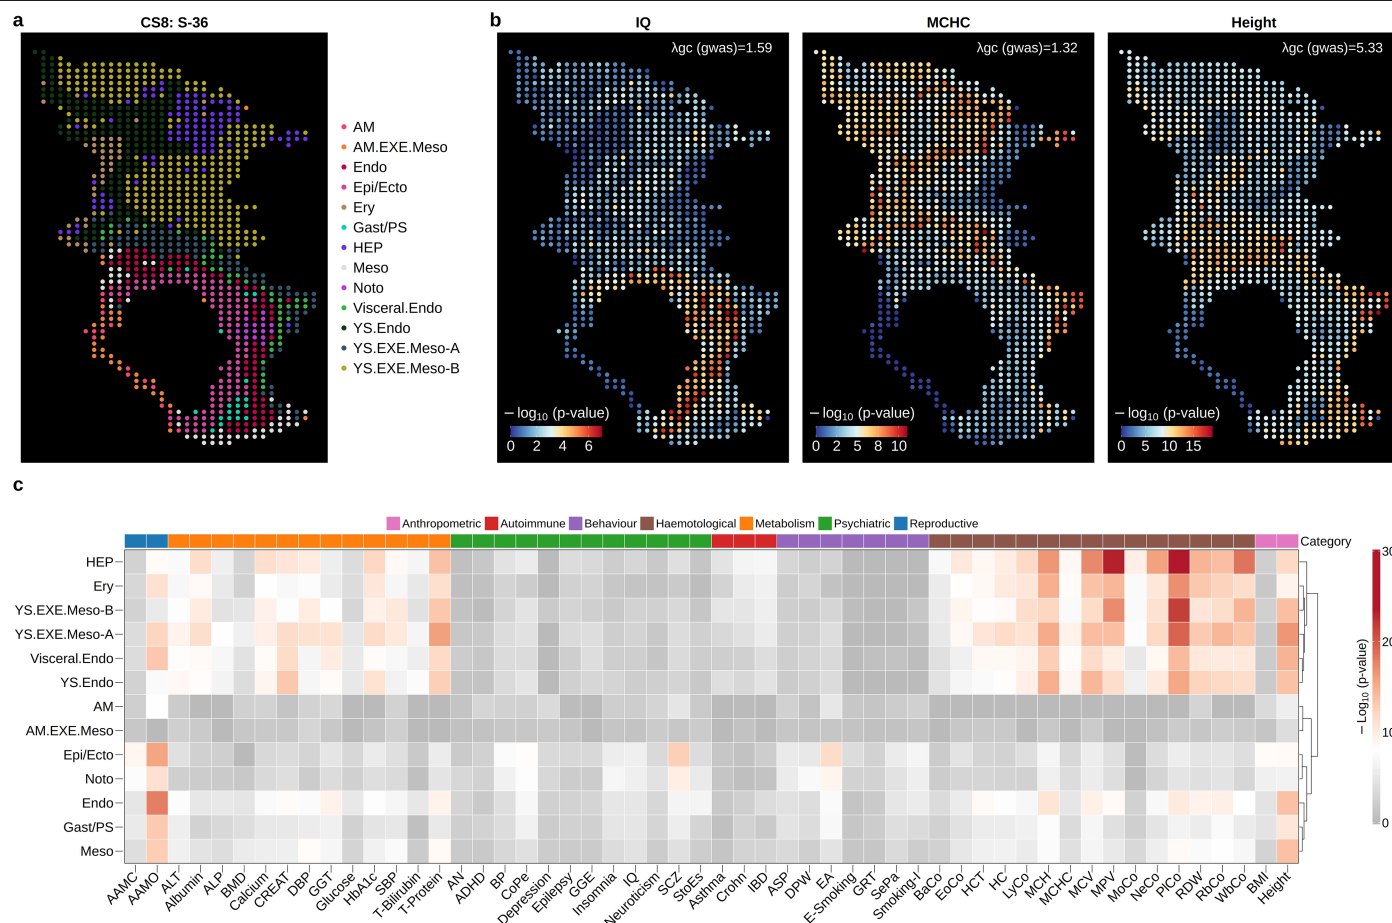 a
CS8: S-36
AM
AM.EXE.Meso
Endo
Epi/Ecto
Ery
Gast/PS
HEP
Meso
Noto
Visceral.Endo
YS.Endo
YS.EXE.Meso-A
YS.EXE.Meso-B
b
IQ
λgc (gwas)=1.59
− log10 (p-value)
0 2 4 6
MCHC
λgc (gwas)=1.32
− log10 (p-value)
0 2 5 8 10
Height
λgc (gwas)=5.33
− log10 (p-value)
0 5 10 15
c
Anthropometric Autoimmune Behaviour Haemotological Metabolism Psychiatric Reproductive
Category
HEP
Ery
YS.EXE.Meso-B
YS.EXE.Meso-A
Visceral.Endo
YS.Endo
AM
AM.EXE.Meso
Epi/Ecto
Noto
Endo
Gast/PS
Meso
AAMC
AAMO
ALT
Albumin
ALP
BMD
Calcium
CREAT
DBP
GGT
Glucose
HbA1c
SBP
T-Bilirubin
T-Protein
AN
ADHD
BP
CoPe
Depression
Epilepsy
GGE
Insomnia
IQ
Neuroticism
SCZ
StoEs
Asthma
Crohn
IBD
ASP
DPW
EA
E-Smoking
GRT
SePa
Smoking-I
BaCo
EoCo
HCT
HC
LyCo
MCH
MCHC
MCV
MPV
MoCo
NeCo
PlCo
RDW
RbCo
WbCo
BMI
Height
− Log10 (p-value)
30
20
10
0